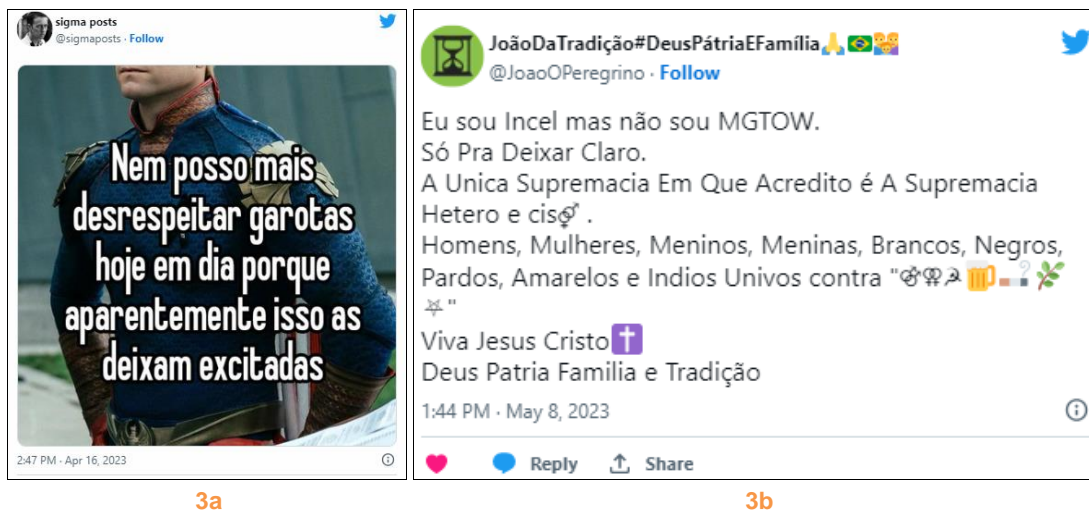 sigma posts
@sigmaposts · Follow
Nem posso mais
desrespeitar garotas
hoje em dia porque
aparentemente isso as
deixam excitadas
2:47 PM · Apr 16, 2023
3a
JoãoDaTradição#DeusPátriaEFamília🙏🇧🇷👨‍👩‍👧‍👦
@JoaoOPeregrino · Follow
Eu sou Incel mas não sou MGTOW.
Só Pra Deixar Claro.
A Unica Supremacia Em Que Acredito é A Supremacia
Hetero e cis⚤ .
Homens, Mulheres, Meninos, Meninas, Brancos, Negros,
Pardos, Amarelos e Indios Univos contra "⚣⚢☭🍺🚬🌿
⛧"
Viva Jesus Cristo✝️
Deus Patria Familia e Tradição
1:44 PM · May 8, 2023
Reply Share
3b